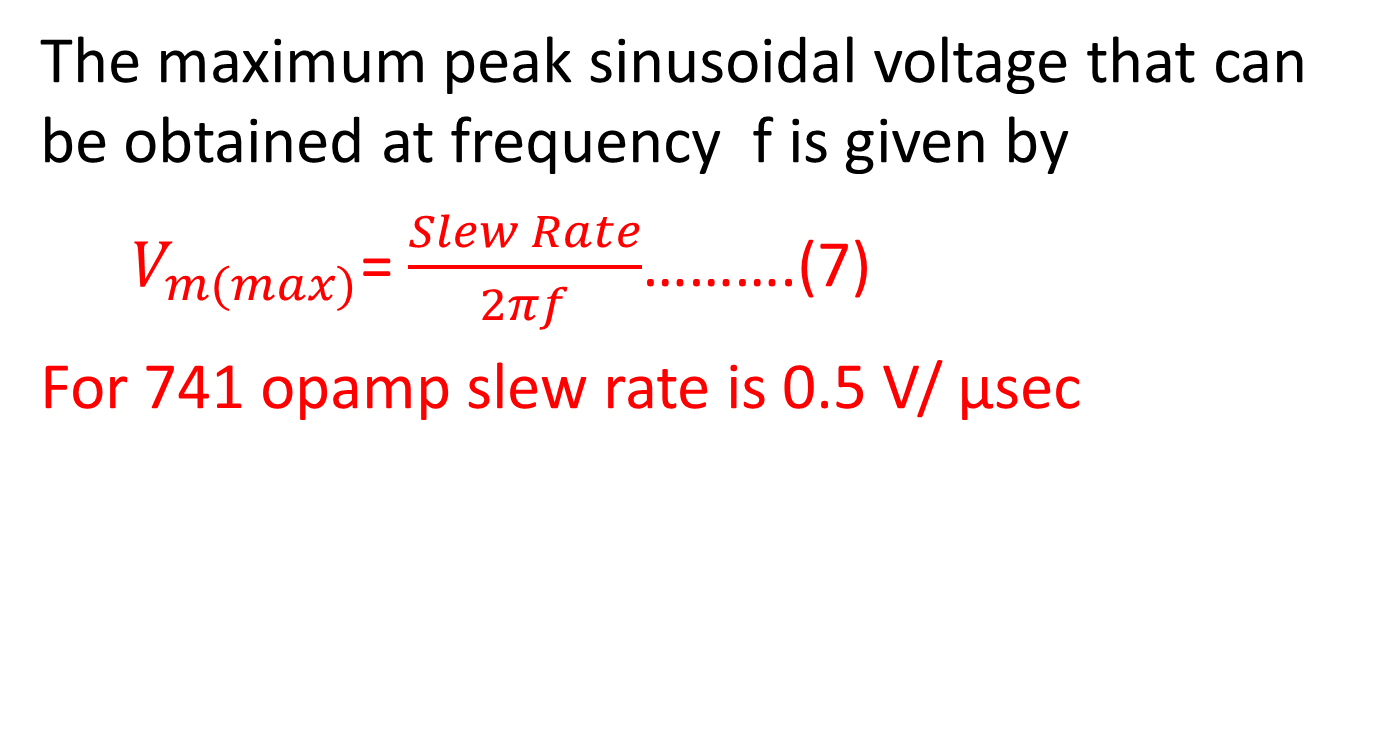 The maximum peak sinusoidal voltage that can
be obtained at frequency  f is given by
𝑉𝑚(𝑚𝑎𝑥)= 𝑆𝑙𝑒𝑤 𝑅𝑎𝑡𝑒/2𝜋𝑓..........(7)
For 741 opamp slew rate is 0.5 V/ µsec